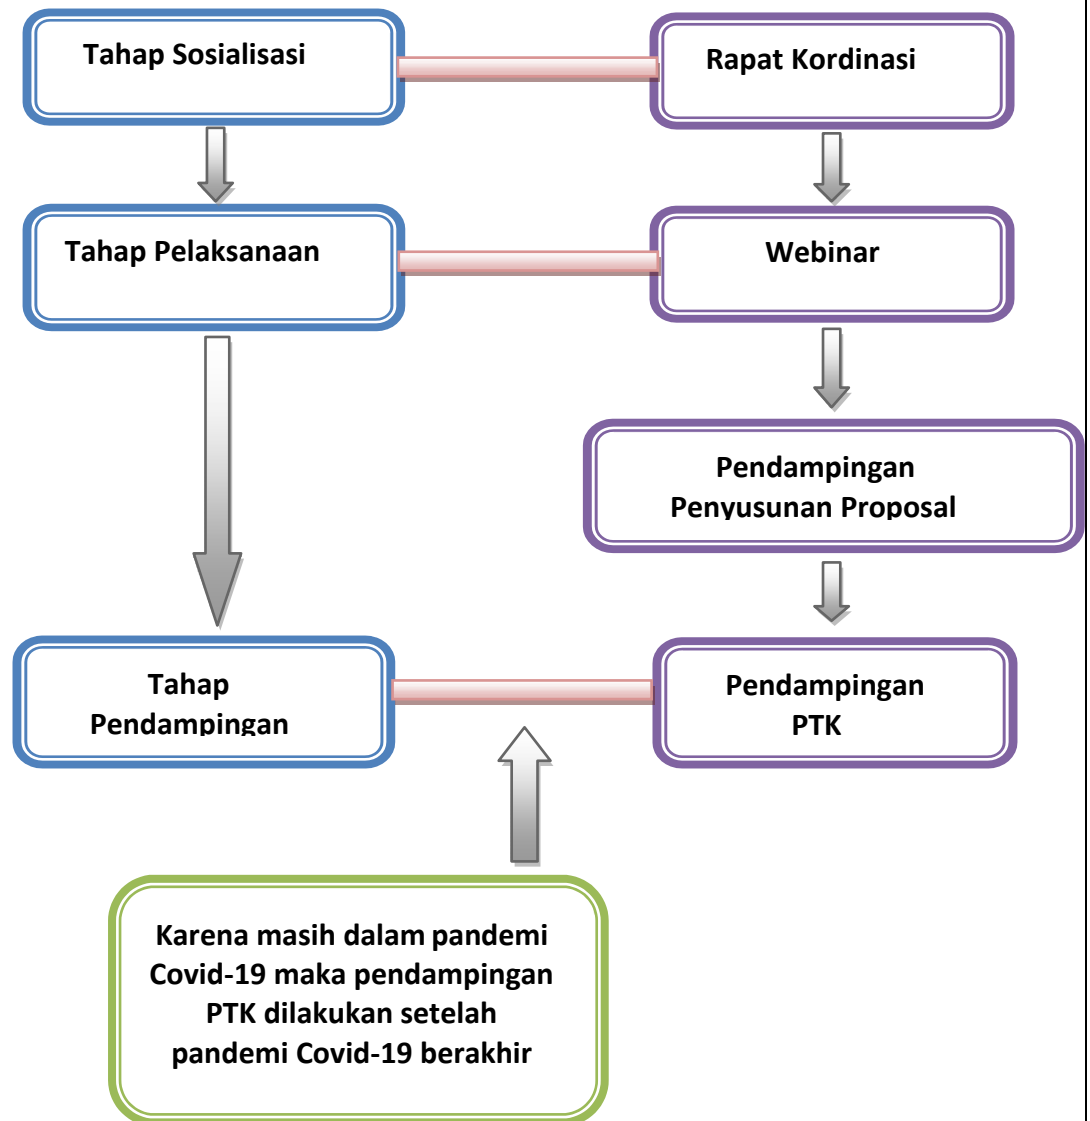 Tahap Sosialisasi
Rapat Kordinasi
Tahap Pelaksanaan
Webinar
Pendampingan
Penyusunan Proposal
Tahap
Pendampingan
Pendampingan
PTK
Karena masih dalam pandemi
Covid-19 maka pendampingan
PTK dilakukan setelah
pandemi Covid-19 berakhir